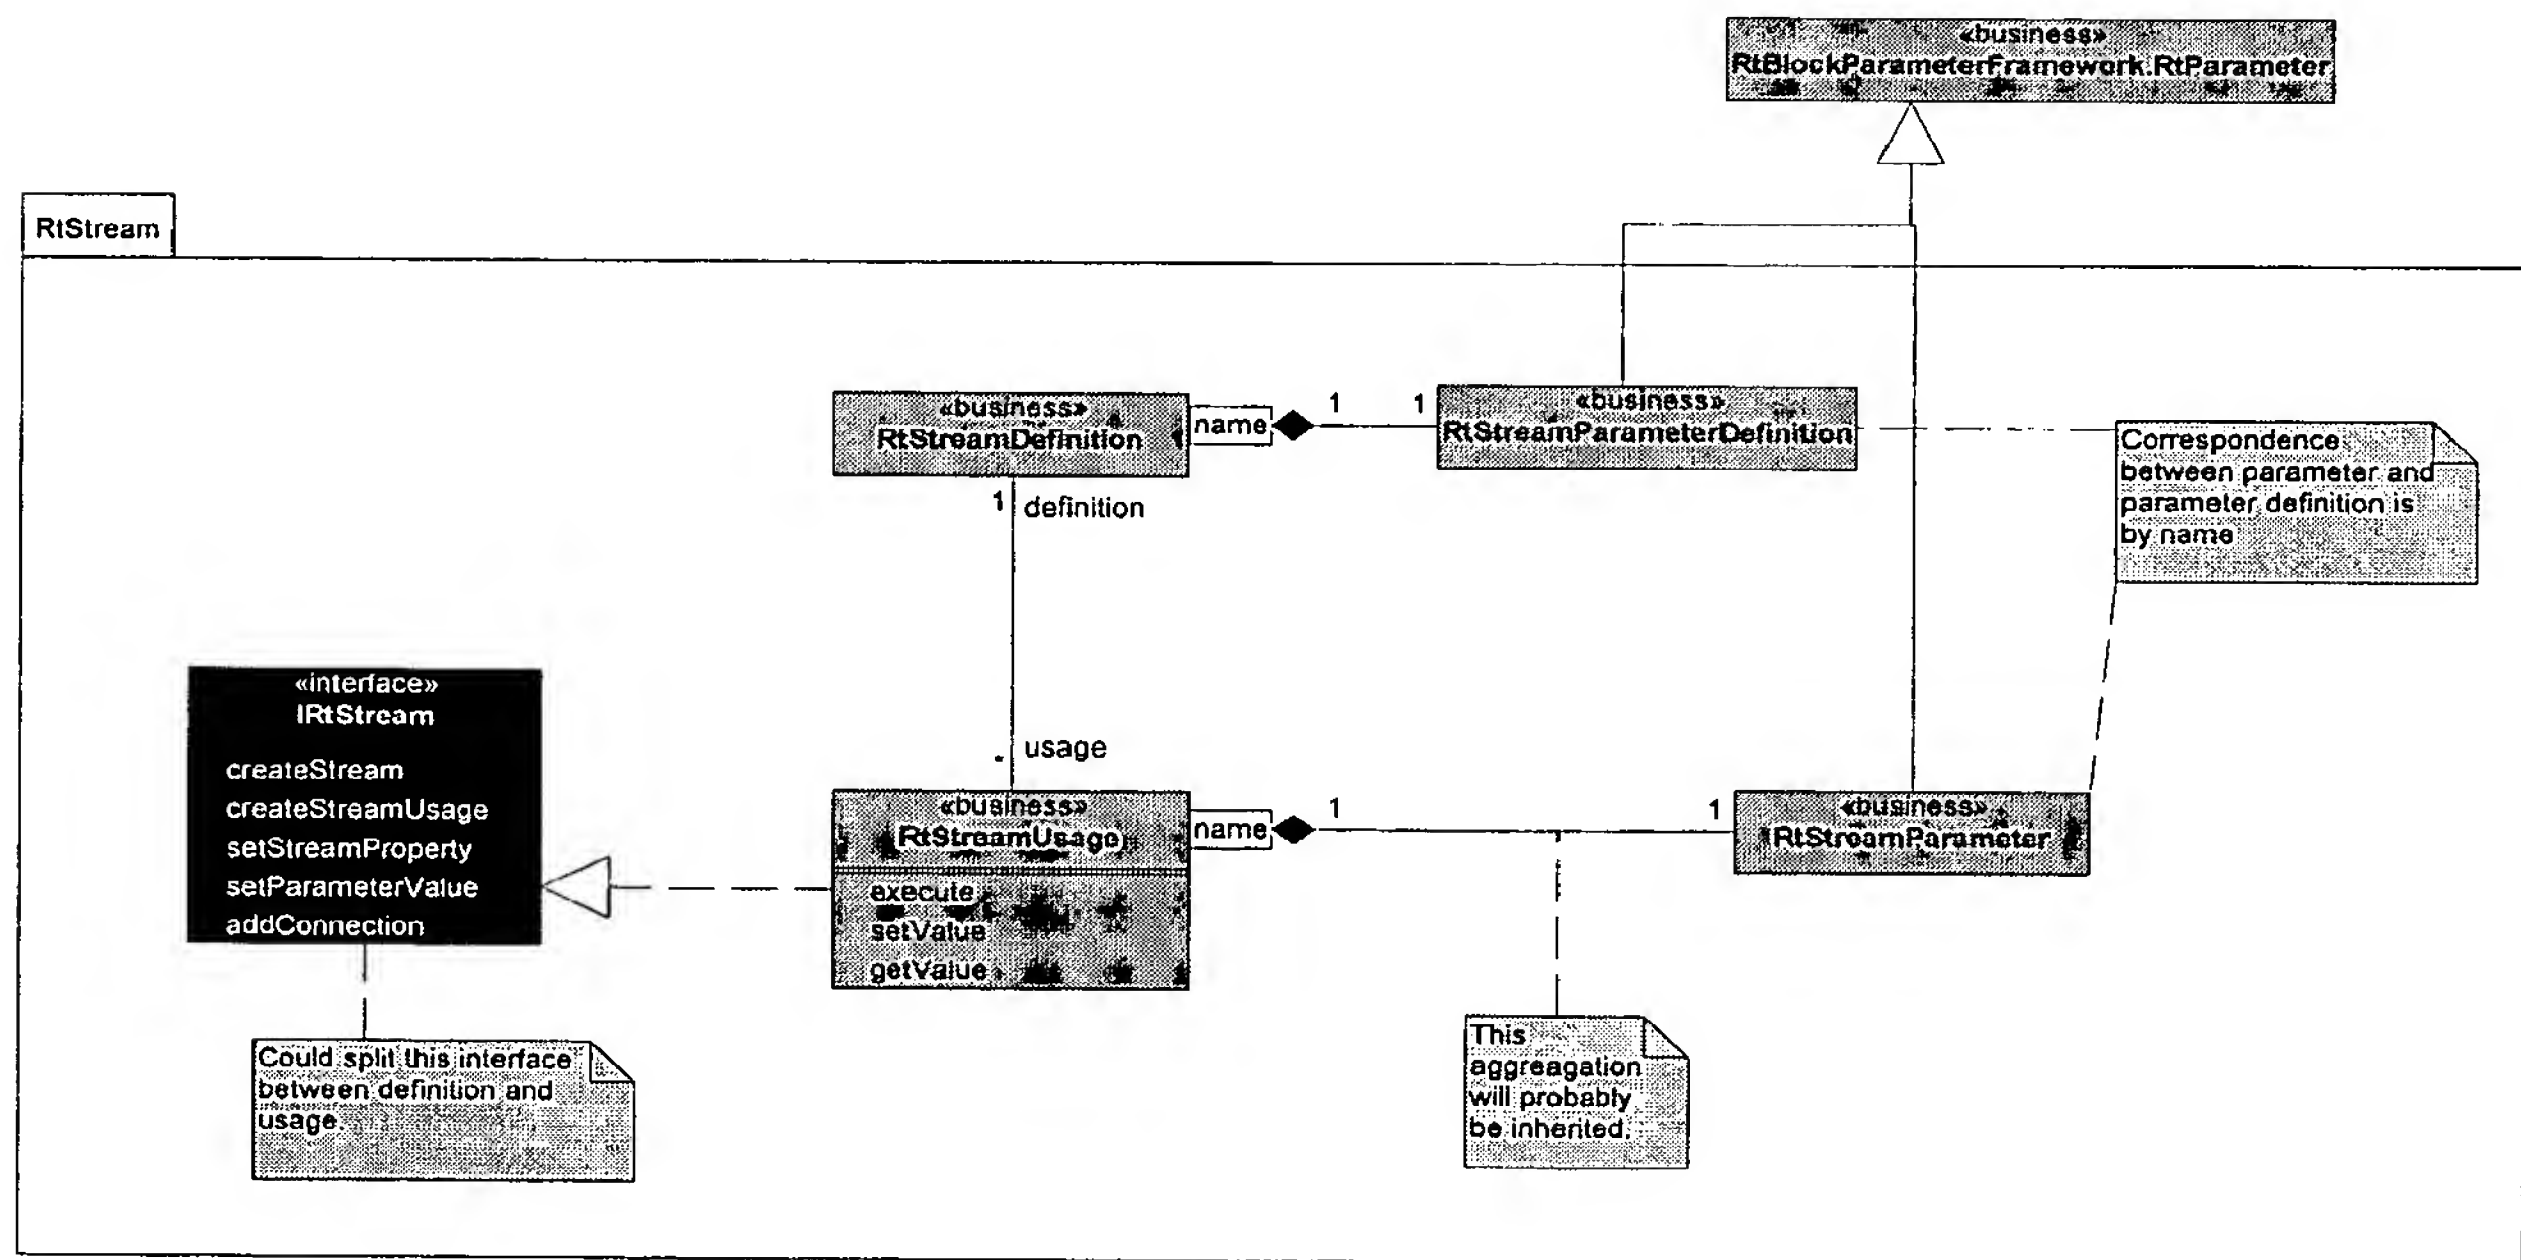 «business»
RtBlockParameterFramework.RtParameter
RtStream
«business»
RtStreamDefinition
name
1
1
«business»
RtStreamParameterDefinition
Correspondence
between parameter and
parameter definition is
by name
1
definition
«interface»
IRtStream
createStream
createStreamUsage
setStreamProperty
setParameterValue
addConnection
*
usage
«business»
RtStreamUsage
execute
setValue
getValue
name
1
1
«business»
RtStreamParameter
Could split this interface
between definition and
usage.
This
aggreagation
will probably
be inherited.